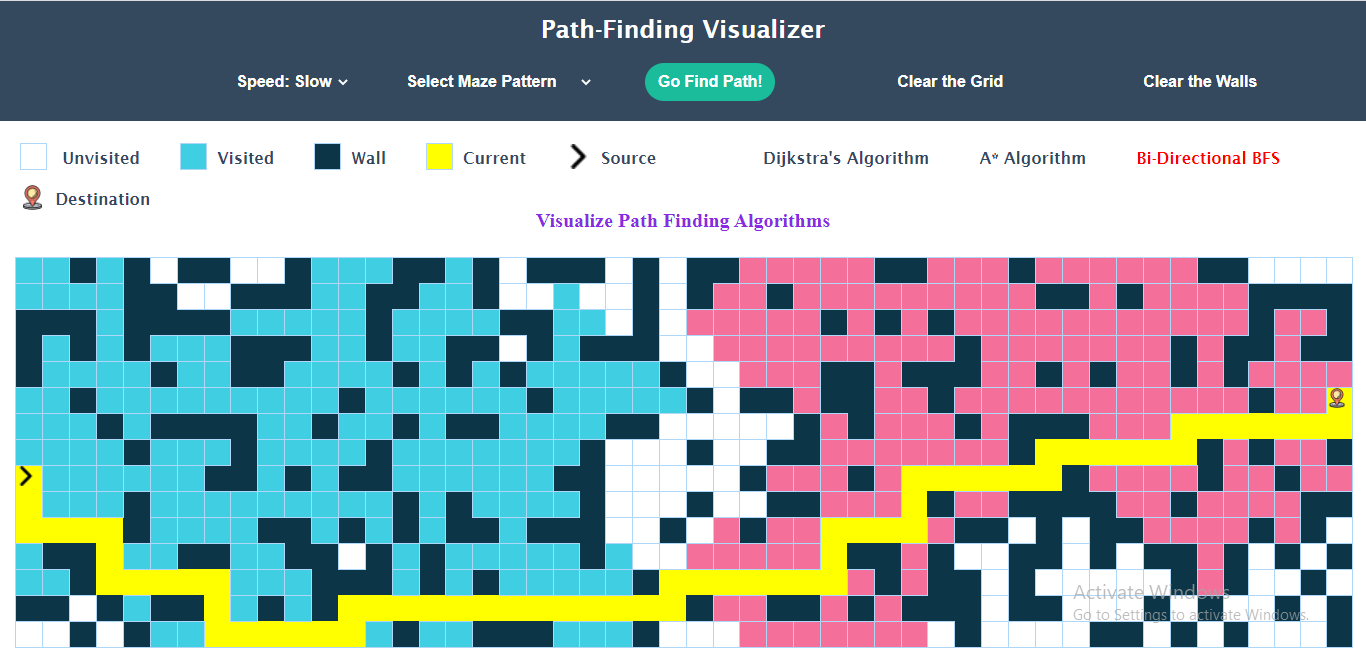 Path-Finding Visualizer
Speed: Slow
Select Maze Pattern
Go Find Path!
Clear the Grid
Clear the Walls
Unvisited
Visited
Wall
Current
Source
Dijkstra's Algorithm
A* Algorithm
Bi-Directional BFS
Destination
Visualize Path Finding Algorithms
Activate Windows
Go to Settings to activate Windows.